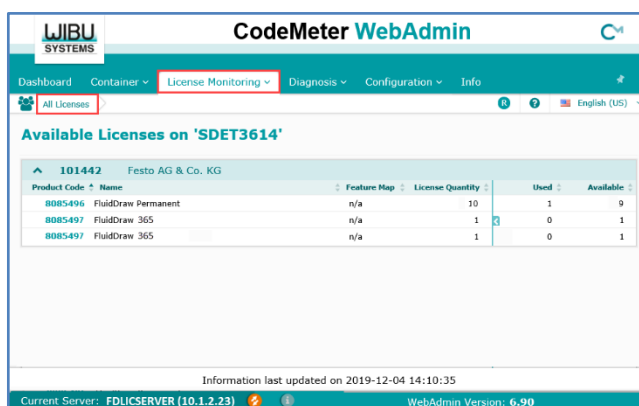 WIBU
SYSTEMS
CodeMeter WebAdmin
CM
Dashboard Container License Monitoring Diagnosis Configuration Info
All Licenses R ? English (US)
Available Licenses on 'SDET3614'
101442 Festo AG & Co. KG
Product Code Name Feature Map License Quantity Used Available
8085496 FluidDraw Permanent n/a 10 1 9
8085497 FluidDraw 365 n/a 1 0 1
8085497 FluidDraw 365 n/a 1 0 1
Information last updated on 2019-12-04 14:10:35
Current Server: FDLICSERVER (10.1.2.23) i WebAdmin Version: 6.90